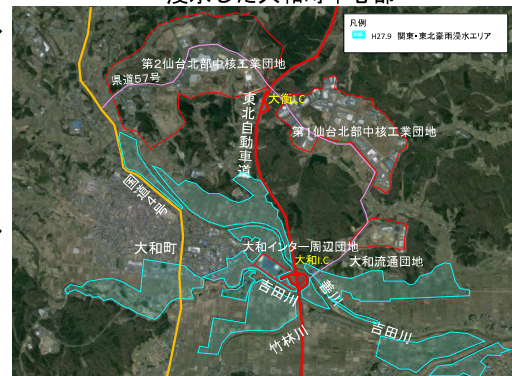 浸水した大和町中心部
凡例
H27.9 関東・東北豪雨浸水エリア
第2仙台北部中核工業団地
県道57号
大衡I.C
東北自動車道
第1仙台北部中核工業団地
国道4号
大和町
大和インター周辺団地
大和I.C
大和流通団地
吉田川
善川
吉田川
竹林川